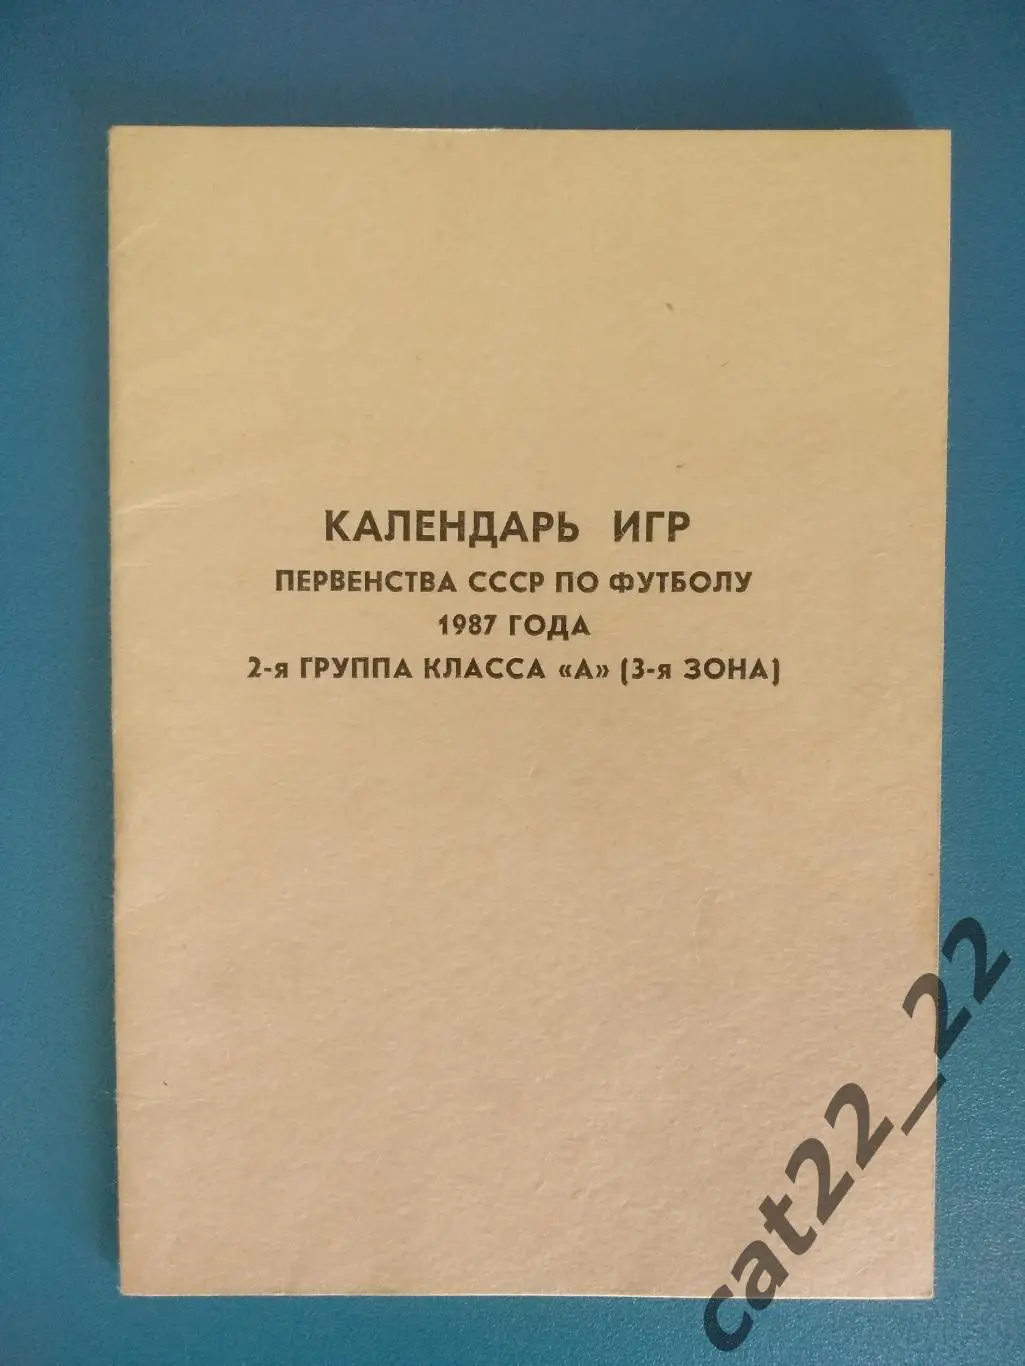 КАЛЕНДАРЬ ИГР
ПЕРВЕНСТВА СССР ПО ФУТБОЛУ
1987 ГОДА
2-я ГРУППА КЛАССА «А» (3-я ЗОНА)
cat22_22